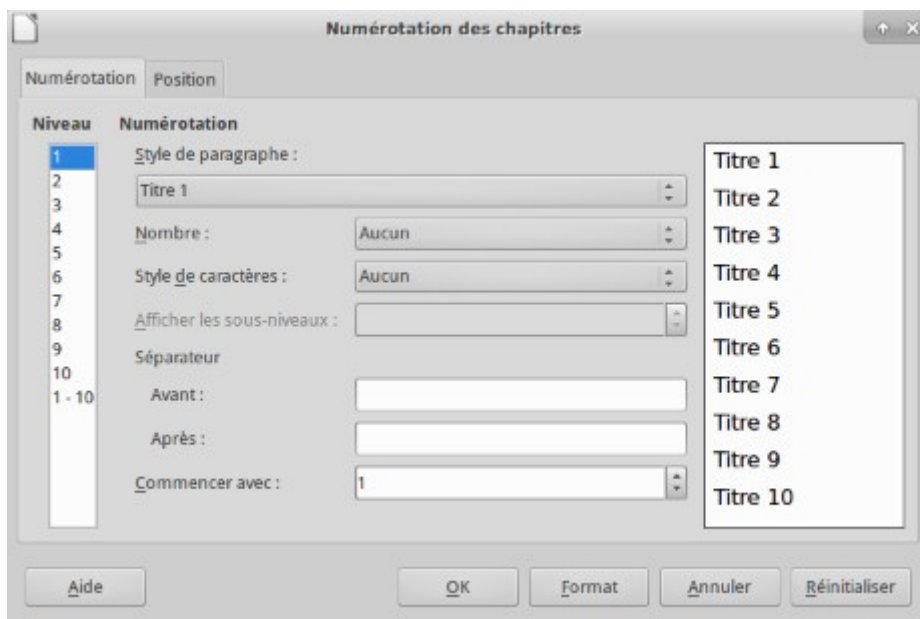 Numérotation des chapitres
Numérotation Position
Niveau
1
2
3
4
5
6
7
8
9
10
1 - 10
Numérotation
Style de paragraphe :
Titre 1
Nombre : Aucun
Style de caractères : Aucun
Afficher les sous-niveaux :
Séparateur
Avant :
Après :
Commencer avec : 1
Titre 1
Titre 2
Titre 3
Titre 4
Titre 5
Titre 6
Titre 7
Titre 8
Titre 9
Titre 10
Aide OK Format Annuler Réinitialiser